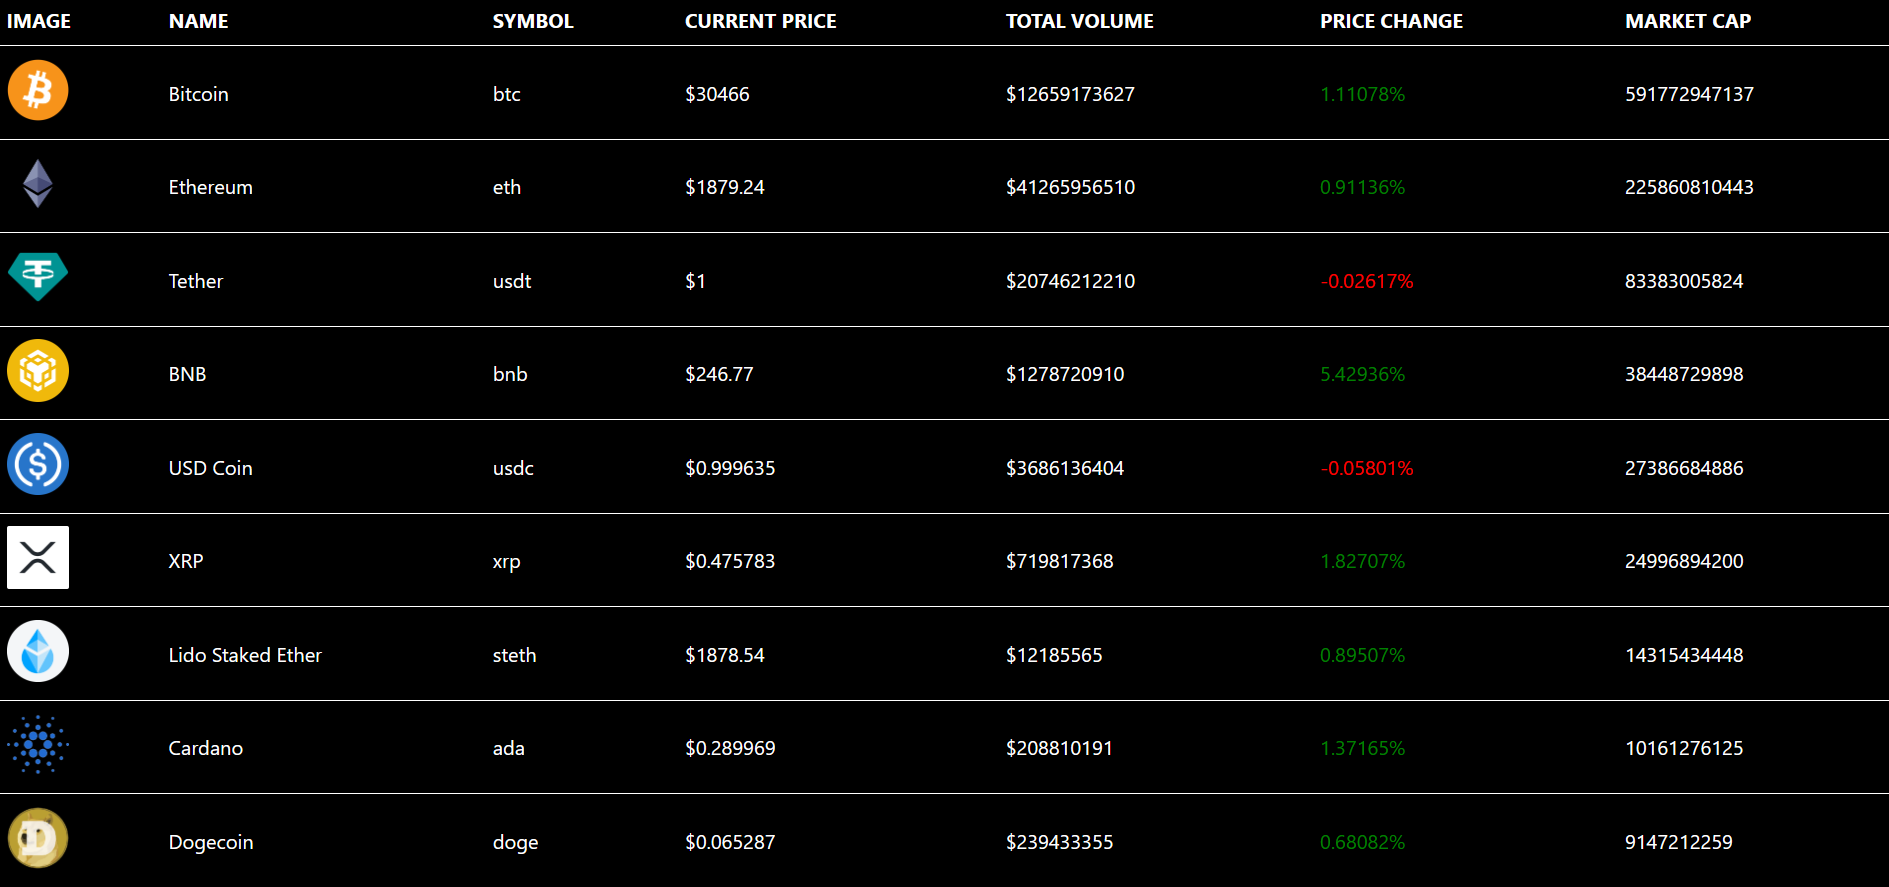 IMAGE NAME SYMBOL CURRENT PRICE TOTAL VOLUME PRICE CHANGE MARKET CAP
Bitcoin btc $30466 $12659173627 1.11078% 591772947137
Ethereum eth $1879.24 $41265956510 0.91136% 225860810443
Tether usdt $1 $20746212210 -0.02617% 83383005824
BNB bnb $246.77 $1278720910 5.42936% 38448729898
USD Coin usdc $0.999635 $3686136404 -0.05801% 27386684886
XRP xrp $0.475783 $719817368 1.82707% 24996894200
Lido Staked Ether steth $1878.54 $12185565 0.89507% 14315434448
Cardano ada $0.289969 $208810191 1.37165% 10161276125
Dogecoin doge $0.065287 $239433355 0.68082% 9147212259